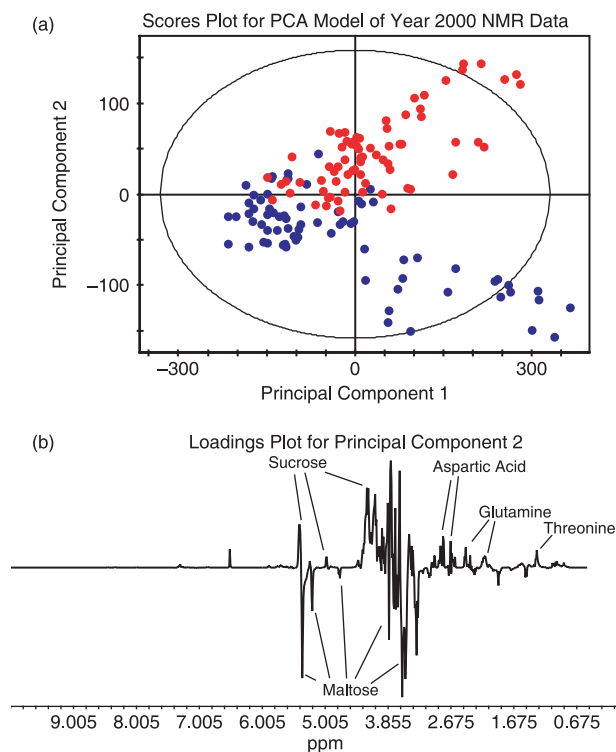 (a)
Scores Plot for PCA Model of Year 2000 NMR Data
Principal Component 2
100
0
−100
−300
0
300
Principal Component 1
(b)
Loadings Plot for Principal Component 2
Sucrose
Aspartic Acid
Glutamine
Threonine
Maltose
9.005 8.005 7.005 6.005 5.005 3.855 2.675 1.675 0.675
ppm